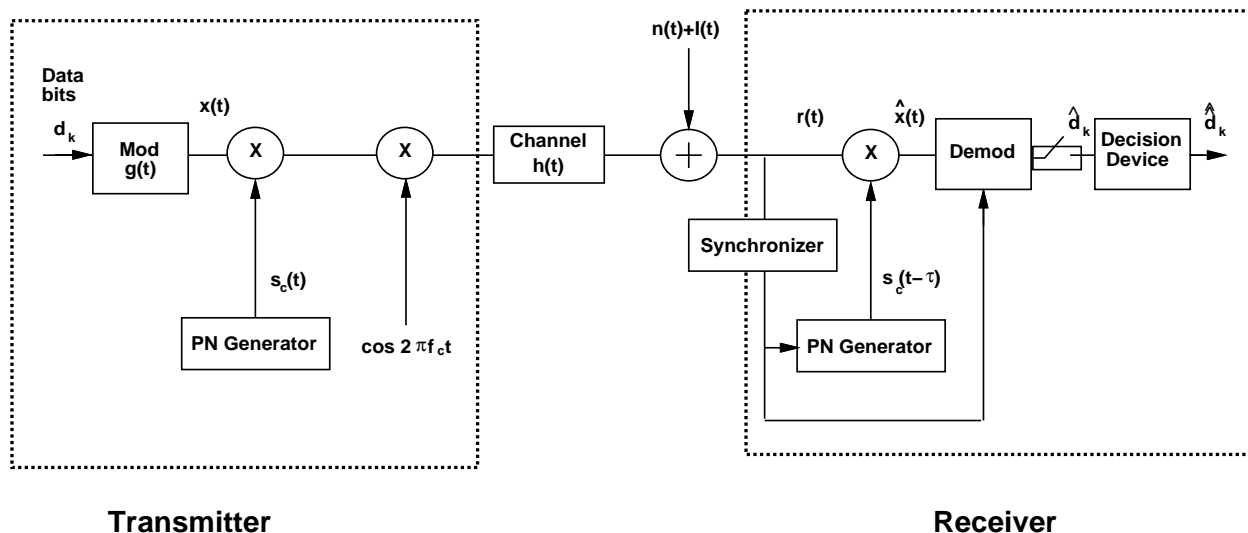 n(t)+I(t)
Data
bits
d_k
x(t)
r(t)
x̂(t)
d̂_k
d̂̂_k
Mod
g(t)
X
X
Channel
h(t)
+
X
Demod
Decision
Device
Synchronizer
s_c(t)
s_c(t−τ)
PN Generator
cos 2πf_ct
PN Generator
Transmitter
Receiver